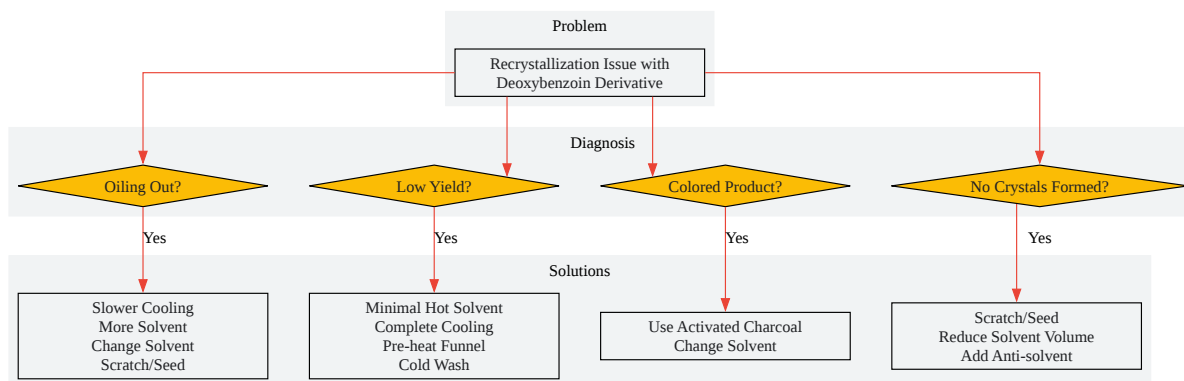 Problem
Recrystallization Issue with
Deoxybenzoin Derivative
Diagnosis
Oiling Out?
Low Yield?
Colored Product?
No Crystals Formed?
Yes
Yes
Yes
Yes
Solutions
Slower Cooling
More Solvent
Change Solvent
Scratch/Seed
Minimal Hot Solvent
Complete Cooling
Pre-heat Funnel
Cold Wash
Use Activated Charcoal
Change Solvent
Scratch/Seed
Reduce Solvent Volume
Add Anti-solvent